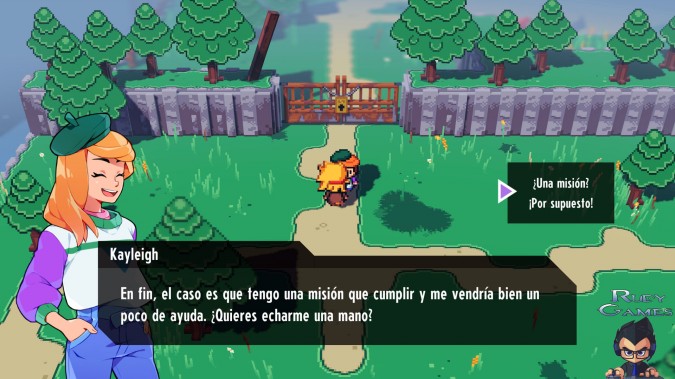 ¿Una misión?
¡Por supuesto!
Kayleigh
En fin, el caso es que tengo una misión que cumplir y me vendría bien un
poco de ayuda. ¿Quieres echarme una mano?
Ruby
Games